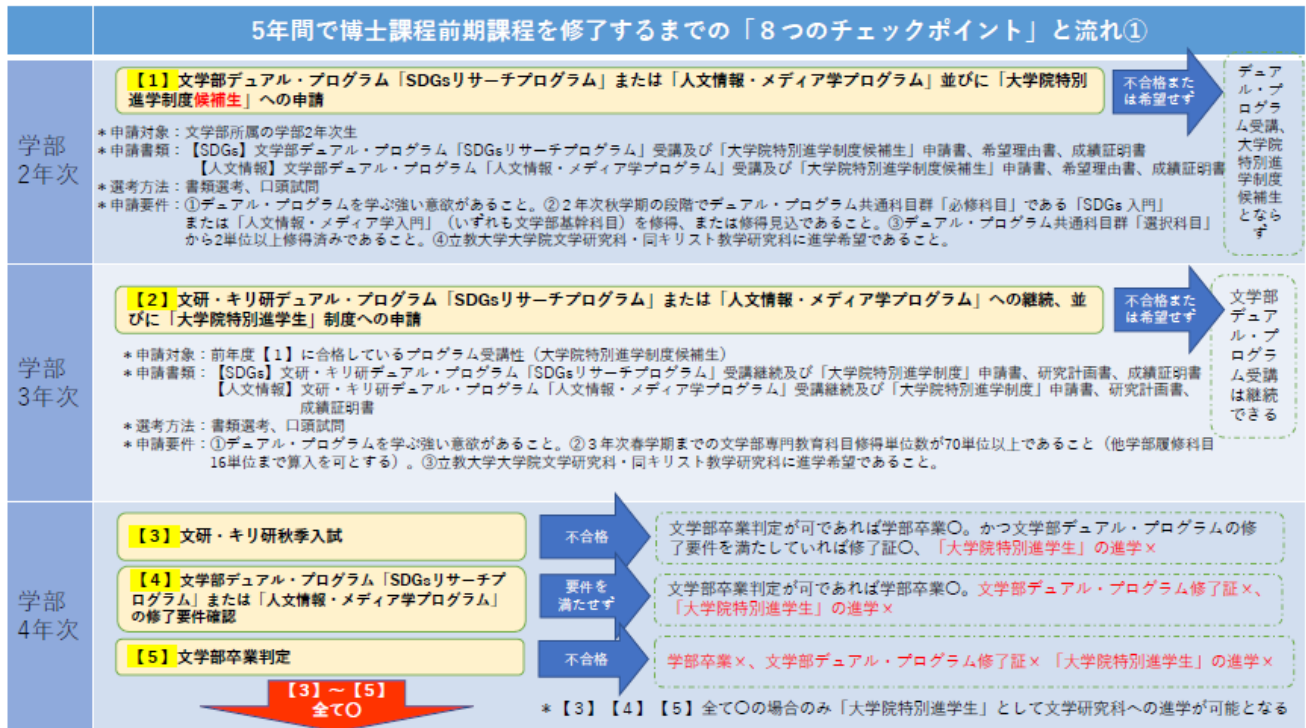 5年間で博士課程前期課程を修了するまでの「８つのチェックポイント」と流れ①
学部
2年次
【１】文学部デュアル・プログラム「SDGsリサーチプログラム」または「人文情報・メディア学プログラム」並びに「大学院特別
進学制度候補生」への申請
不合格また
は希望せず
デュア
ル・プ
ログラ
ム受講、
大学院
特別進
学制度
候補生
となら
ず
＊申請対象：文学部所属の学部2年次生
＊申請書類：【SDGs】文学部デュアル・プログラム「SDGsリサーチプログラム」受講及び「大学院特別進学制度候補生」申請書、希望理由書、成績証明書
【人文情報】文学部デュアル・プログラム「人文情報・メディア学プログラム」受講及び「大学院特別進学制度候補生」申請書、希望理由書、成績証明書
＊選考方法：書類選考、口頭試問
＊申請要件：①デュアル・プログラムを学ぶ強い意欲があること。②２年次秋学期の段階でデュアル・プログラム共通科目群「必修科目」である「SDGs 入門」
または「人文情報・メディア学入門」（いずれも文学部基幹科目）を修得、または修得見込であること。③デュアル・プログラム共通科目群「選択科目」
から2単位以上修得済みであること。④立教大学大学院文学研究科・同キリスト教学研究科に進学希望であること。
学部
3年次
【２】文研・キリ研デュアル・プログラム「SDGsリサーチプログラム」または「人文情報・メディア学プログラム」への継続、並
びに「大学院特別進学生」制度への申請
不合格また
は希望せず
文学部
デュア
ル・プ
ログラ
ム受講
は継続
できる
＊申請対象：前年度【１】に合格しているプログラム受講性（大学院特別進学制度候補生）
＊申請書類：【SDGs】文研・キリ研デュアル・プログラム「SDGsリサーチプログラム」受講継続及び「大学院特別進学制度」申請書、研究計画書、成績証明書
【人文情報】文研・キリ研デュアル・プログラム「人文情報・メディア学プログラム」受講継続及び「大学院特別進学制度」申請書、研究計画書、
成績証明書
＊選考方法：書類選考、口頭試問
＊申請要件：①デュアル・プログラムを学ぶ強い意欲があること。②３年次春学期までの文学部専門教育科目修得単位数が70単位以上であること（他学部履修科目
16単位まで算入を可とする）。③立教大学大学院文学研究科・同キリスト教学研究科に進学希望であること。
学部
4年次
【３】文研・キリ研秋季入試
不合格
文学部卒業判定が可であれば学部卒業〇。かつ文学部デュアル・プログラムの修
了要件を満たしていれば修了証〇、「大学院特別進学生」の進学×
【４】文学部デュアル・プログラム「SDGsリサーチプ
ログラム」または「人文情報・メディア学プログラム」
の修了要件確認
要件を
満たせず
文学部卒業判定が可であれば学部卒業〇。文学部デュアル・プログラム修了証×、
「大学院特別進学生」の進学×
【５】文学部卒業判定
不合格
学部卒業×、文学部デュアル・プログラム修了証× 「大学院特別進学生」の進学×
【３】～【５】
全て〇
＊【３】【４】【５】全て〇の場合のみ「大学院特別進学生」として文学研究科への進学が可能となる